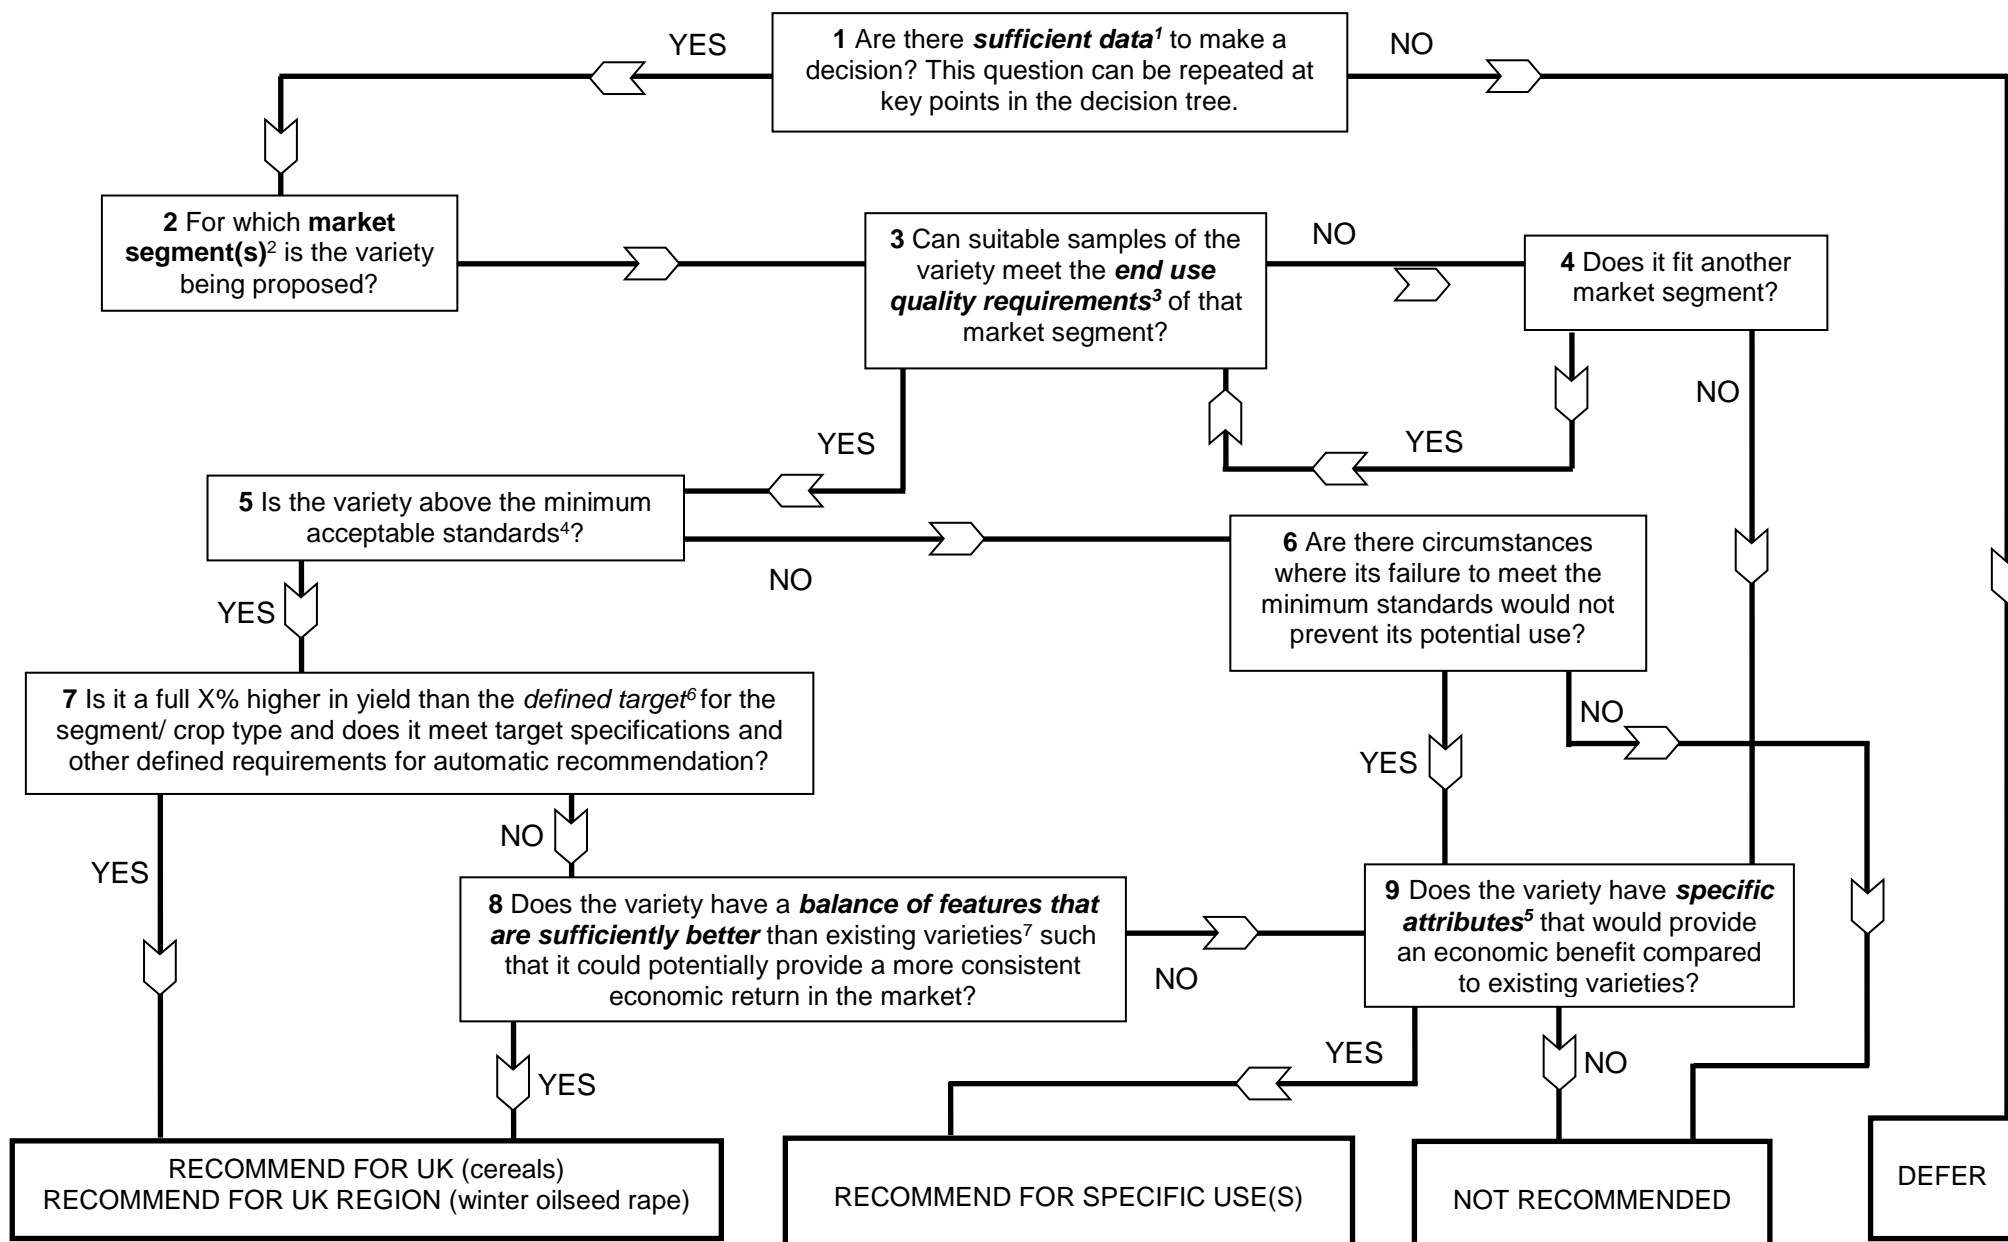 YES
1 Are there sufficient data¹ to make a
decision? This question can be repeated at
key points in the decision tree.
NO
2 For which market
segment(s)² is the variety
being proposed?
3 Can suitable samples of the
variety meet the end use
quality requirements³ of that
market segment?
NO
4 Does it fit another
market segment?
NO
YES
YES
5 Is the variety above the minimum
acceptable standards⁴?
NO
YES
6 Are there circumstances
where its failure to meet the
minimum standards would not
prevent its potential use?
7 Is it a full X% higher in yield than the defined target⁶ for the
segment/ crop type and does it meet target specifications and
other defined requirements for automatic recommendation?
NO
YES
NO
YES
8 Does the variety have a balance of features that
are sufficiently better than existing varieties⁷ such
that it could potentially provide a more consistent
economic return in the market?
NO
9 Does the variety have specific
attributes⁵ that would provide
an economic benefit compared
to existing varieties?
YES
NO
YES
RECOMMEND FOR UK (cereals)
RECOMMEND FOR UK REGION (winter oilseed rape)
RECOMMEND FOR SPECIFIC USE(S)
NOT RECOMMENDED
DEFER